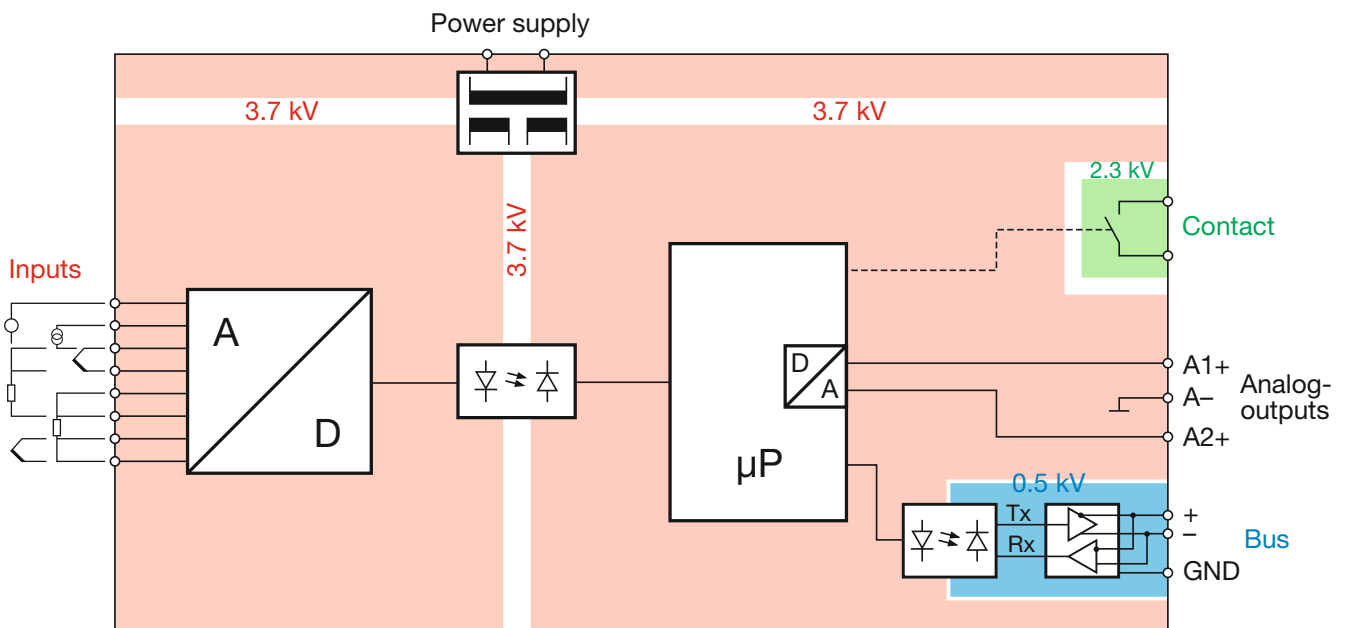 Power supply
3.7 kV
3.7 kV
2.3 kV
3.7 kV
Contact
Inputs
A
D
D
A
µP
A1+
A–
A2+
Analog-
outputs
0.5 kV
Tx
Rx
+
–
GND
Bus